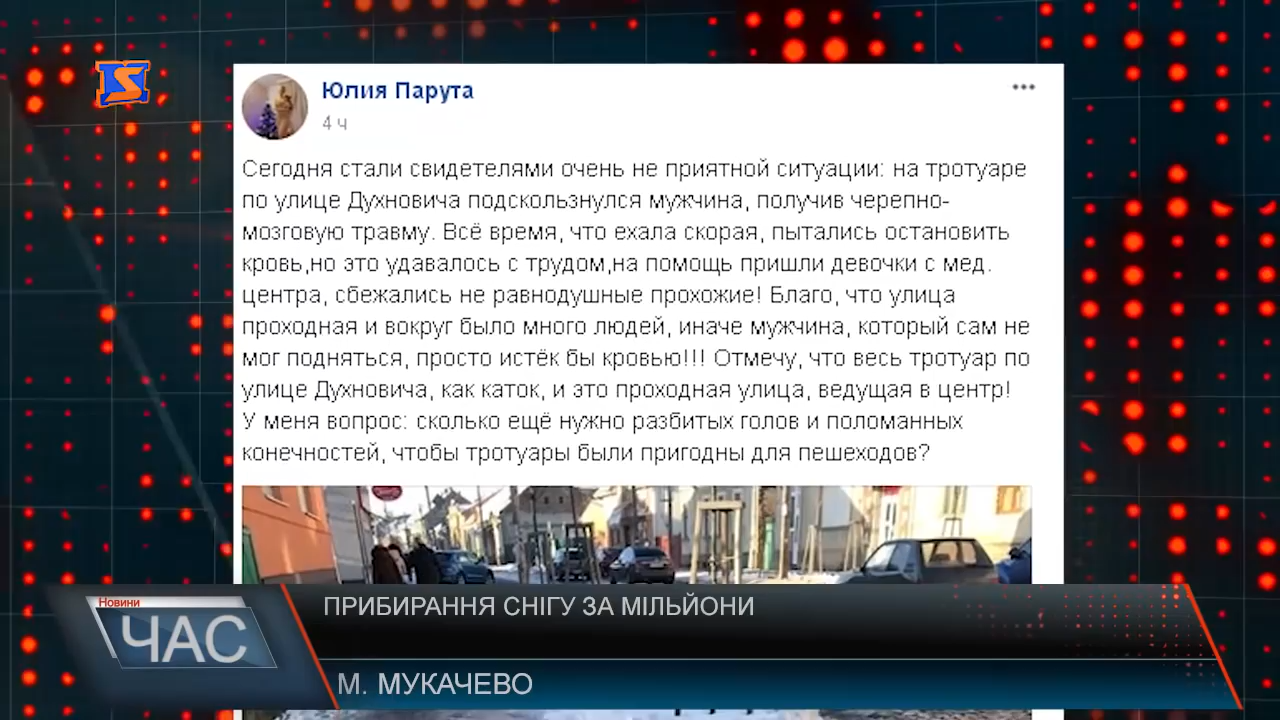 Юлия Парута
4 ч
Сегодня стали свидетелями очень не приятной ситуации: на тротуаре
по улице Духновича подскользнулся мужчина, получив черепно-
мозговую травму. Всё время, что ехала скорая, пытались остановить
кровь,но это удавалось с трудом,на помощь пришли девочки с мед.
центра, сбежались не равнодушные прохожие! Благо, что улица
проходная и вокруг было много людей, иначе мужчина, который сам не
мог подняться, просто истёк бы кровью!!! Отмечу, что весь тротуар по
улице Духновича, как каток, и это проходная улица, ведущая в центр!
У меня вопрос: сколько ещё нужно разбитых голов и поломанных
конечностей, чтобы тротуары были пригодны для пешеходов?
Новини
ЧАС
ПРИБИРАННЯ СНІГУ ЗА МІЛЬЙОНИ
М. МУКАЧЕВО